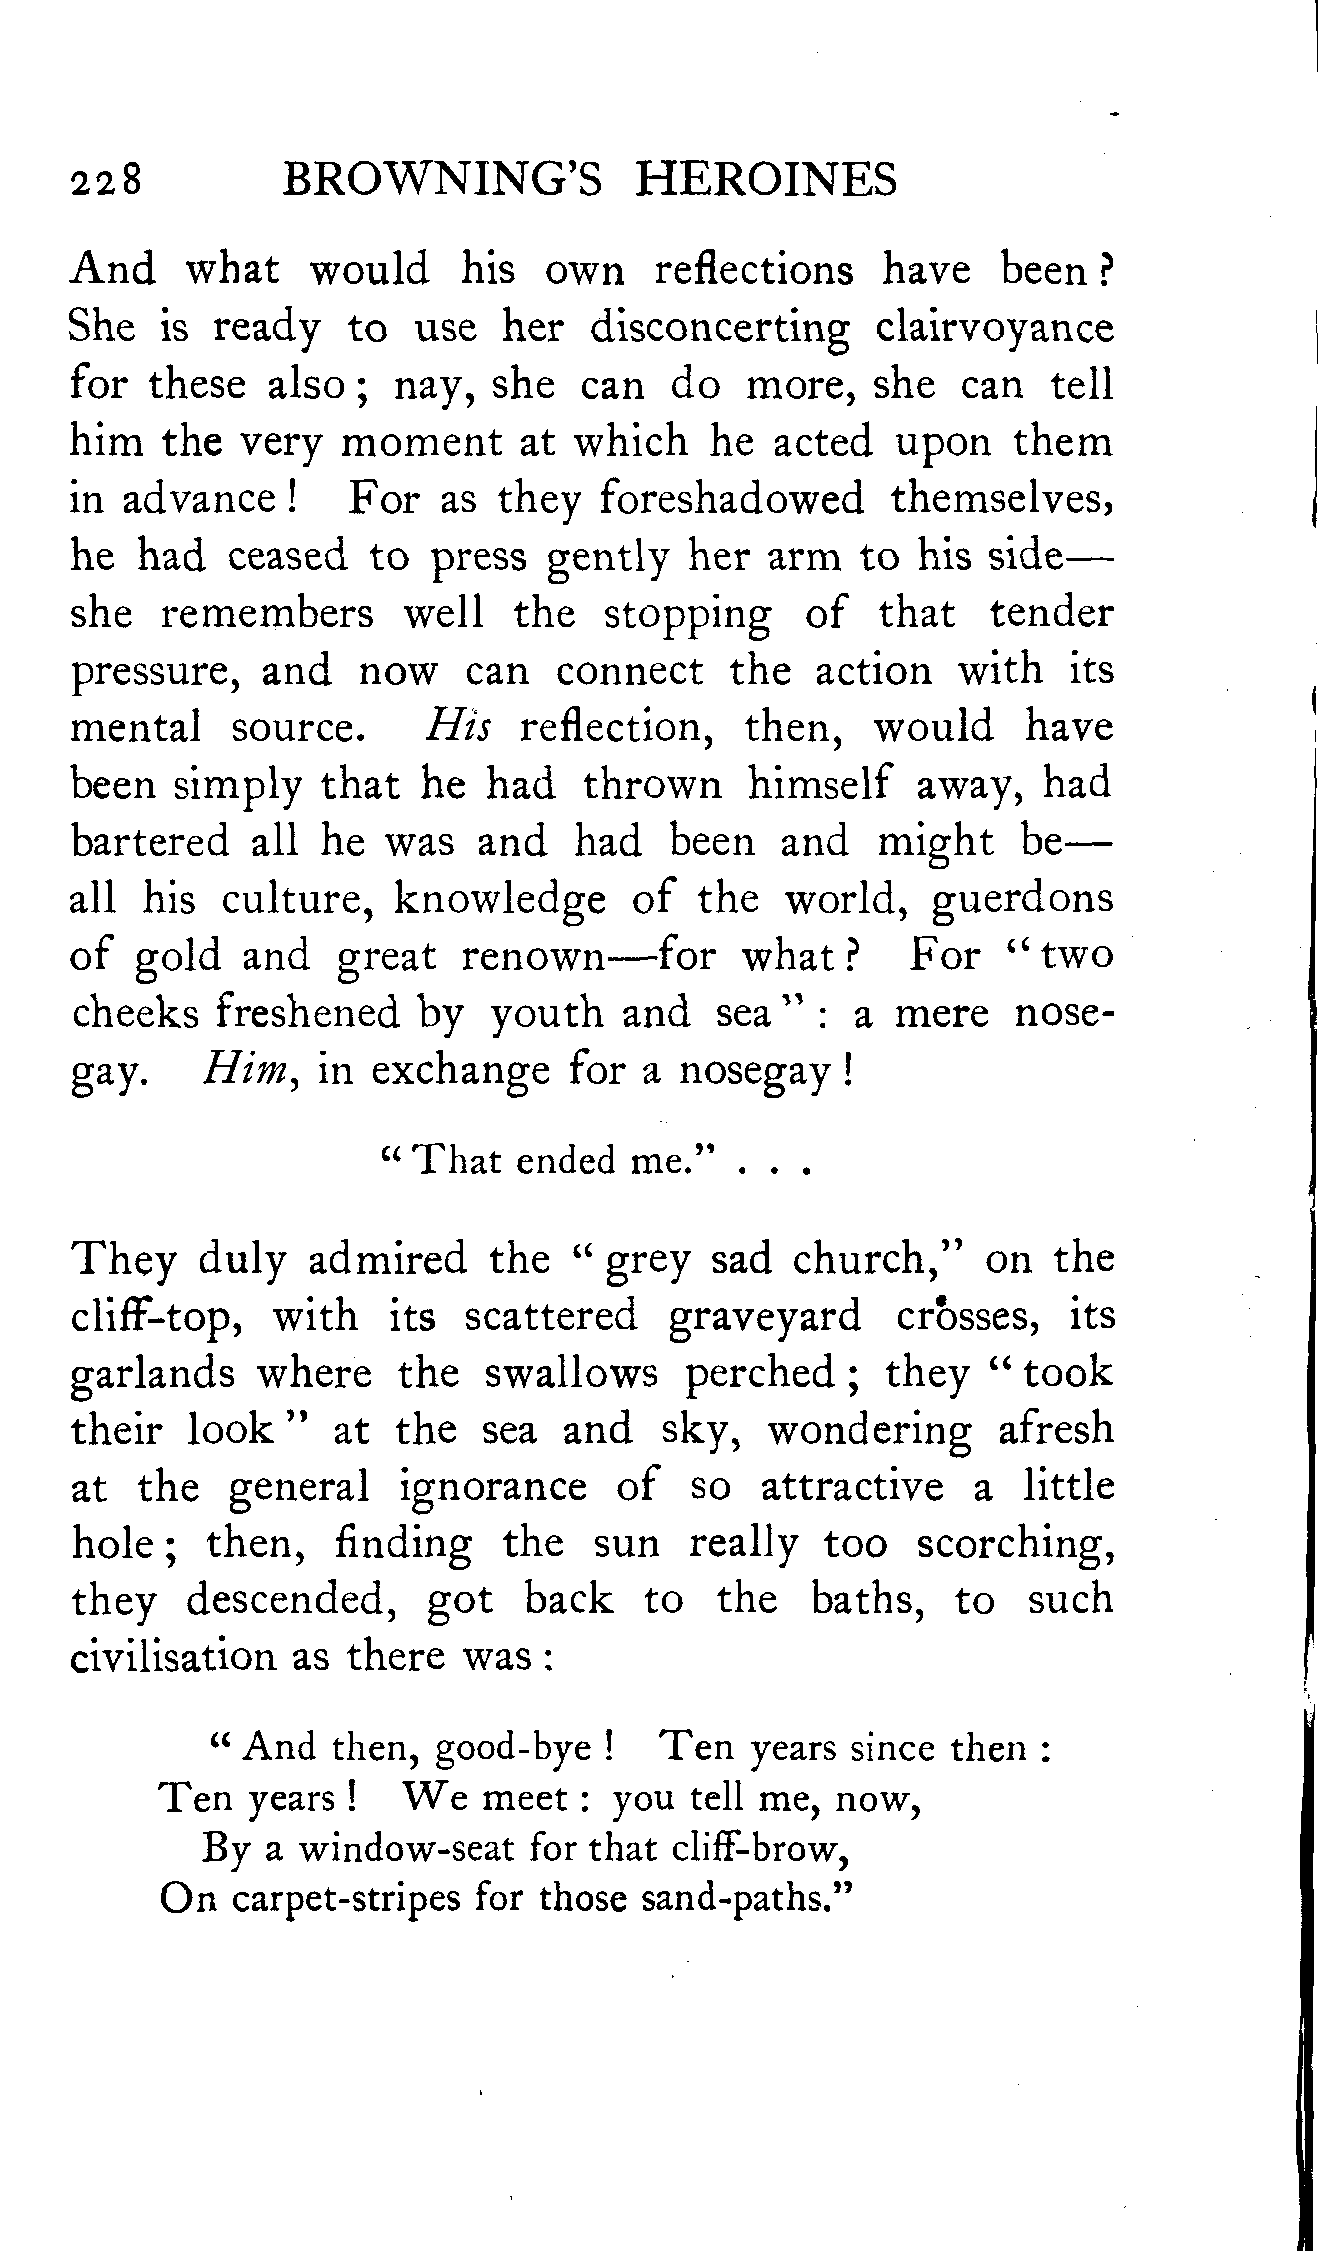 228 BROWNING'S HEROINES
And what would his own reflections have been ?
She is ready to use her disconcerting clairvoyance
for these also ; nay, she can do more, she can tell
him the very moment at which he acted upon them
in advance ! For as they foreshadowed themselves,
he had ceased to press gently her arm to his side—
she remembers well the stopping of that tender
pressure, and now can connect the action with its
mental source. His reflection, then, would have
been simply that he had thrown himself away, had
bartered all he was and had been and might be—
all his culture, knowledge of the world, guerdons
of gold and great renown—for what ? For “ two
cheeks freshened by youth and sea ” : a mere nose-
gay. Him, in exchange for a nosegay !
“ That ended me.” . . .
They duly admired the “ grey sad church,” on the
cliff-top, with its scattered graveyard crosses, its
garlands where the swallows perched ; they “ took
their look ” at the sea and sky, wondering afresh
at the general ignorance of so attractive a little
hole ; then, finding the sun really too scorching,
they descended, got back to the baths, to such
civilisation as there was :
“ And then, good-bye ! Ten years since then :
Ten years ! We meet : you tell me, now,
By a window-seat for that cliff-brow,
On carpet-stripes for those sand-paths.”